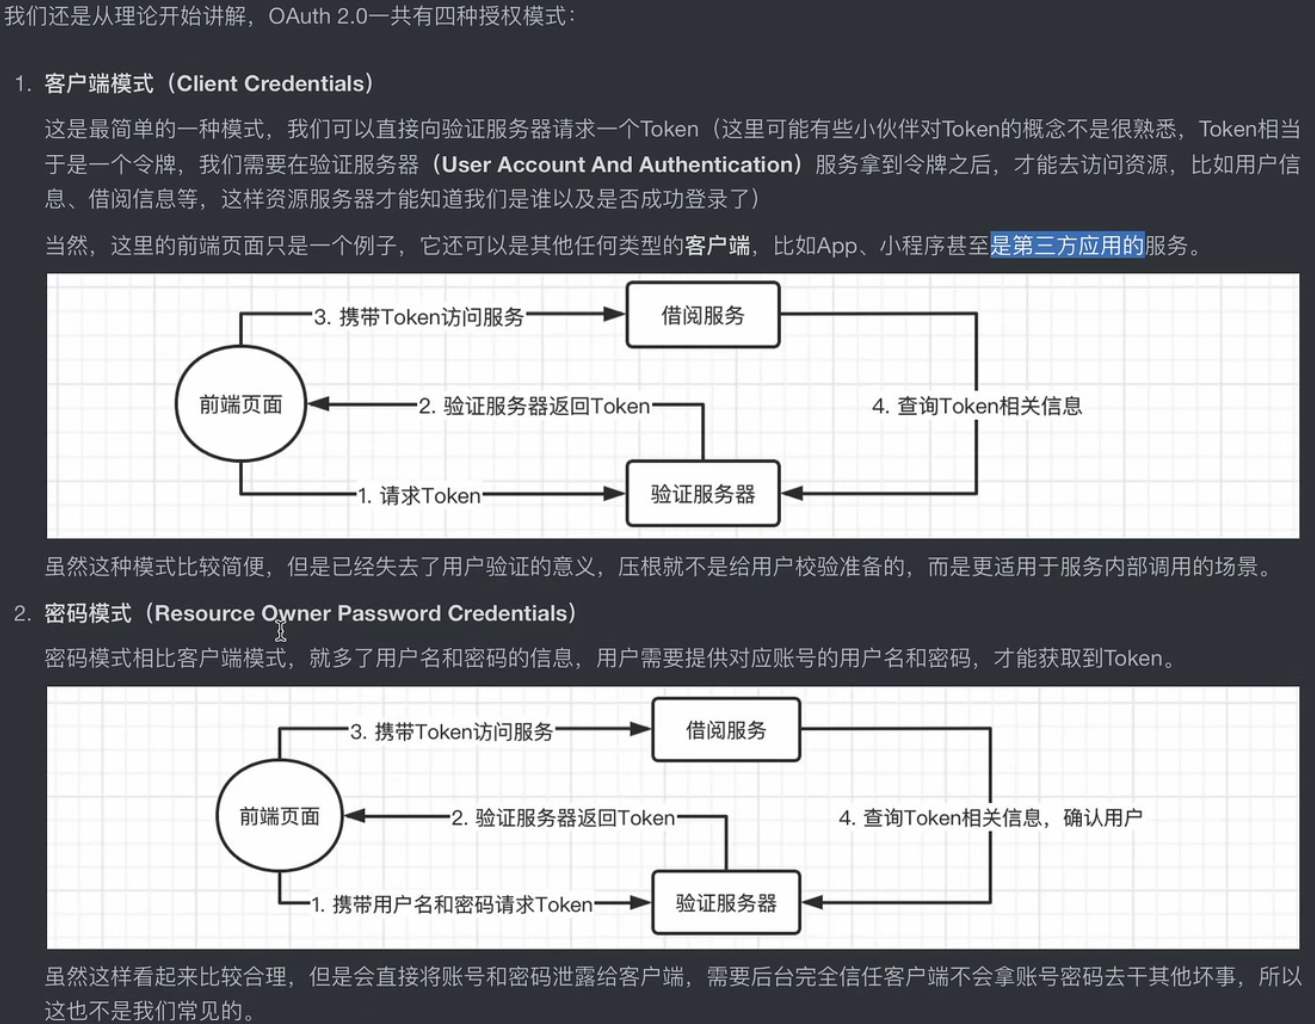 我们还是从理论开始讲解，OAuth 2.0一共有四种授权模式：
1. 客户端模式（Client Credentials）
这是最简单的一种模式，我们可以直接向验证服务器请求一个Token（这里可能有些小伙伴对Token的概念不是很熟悉，Token相当
于是一个令牌，我们需要在验证服务器（User Account And Authentication）服务拿到令牌之后，才能去访问资源，比如用户信
息、借阅信息等，这样资源服务器才能知道我们是谁以及是否成功登录了）
当然，这里的前端页面只是一个例子，它还可以是其他任何类型的客户端，比如App、小程序甚至是第三方应用的服务。
3. 携带Token访问服务
借阅服务
前端页面
2. 验证服务器返回Token
4. 查询Token相关信息
1. 请求Token
验证服务器
虽然这种模式比较简便，但是已经失去了用户验证的意义，压根就不是给用户校验准备的，而是更适用于服务内部调用的场景。
2. 密码模式（Resource Owner Password Credentials）
密码模式相比客户端模式，就多了用户名和密码的信息，用户需要提供对应账号的用户名和密码，才能获取到Token。
3. 携带Token访问服务
借阅服务
前端页面
2. 验证服务器返回Token
4. 查询Token相关信息，确认用户
1. 携带用户名和密码请求Token
验证服务器
虽然这样看起来比较合理，但是会直接将账号和密码泄露给客户端，需要后台完全信任客户端不会拿账号密码去干其他坏事，所以
这也不是我们常见的。